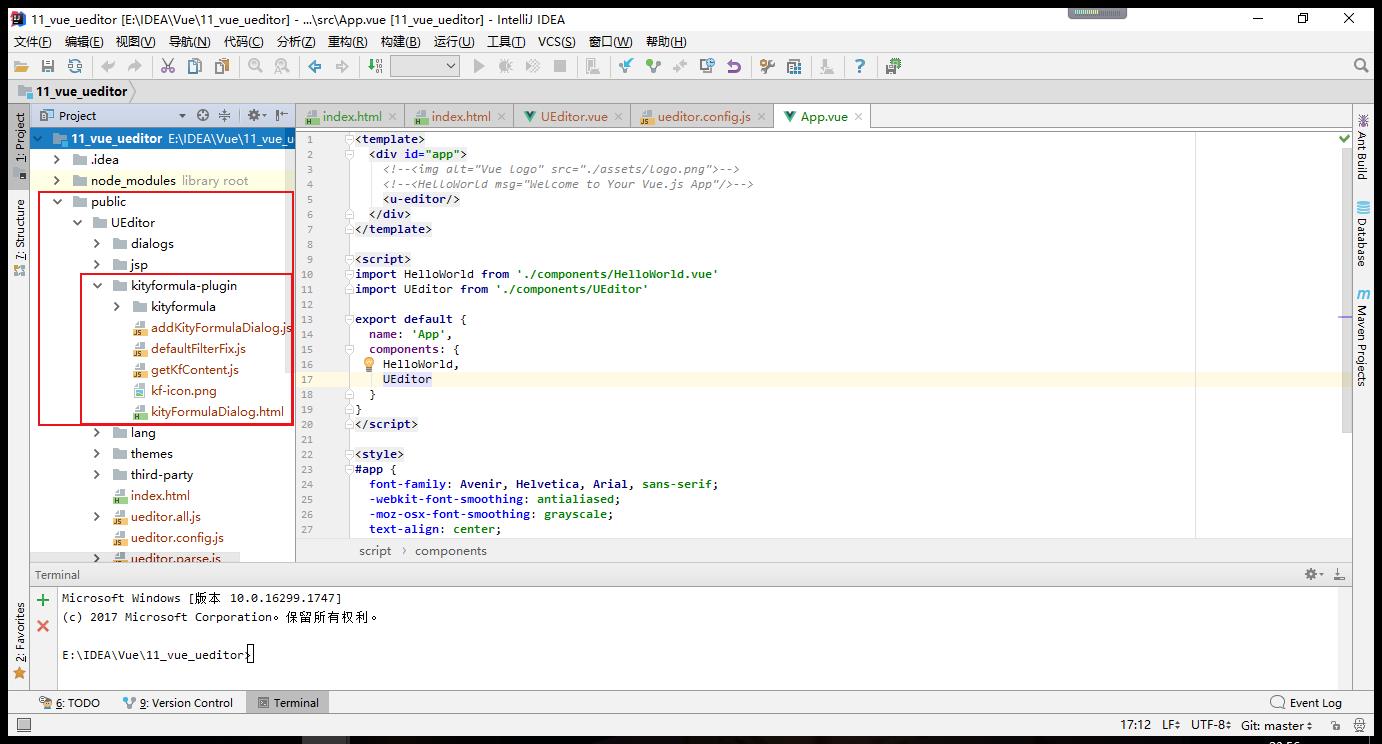 11_vue_ueditor [E:\IDEA\Vue\11_vue_ueditor] - ...\src\App.vue [11_vue_ueditor] - IntelliJ IDEA
文件(F) 编辑(E) 视图(V) 导航(N) 代码(C) 分析(Z) 重构(R) 构建(B) 运行(U) 工具(T) VCS(S) 窗口(W) 帮助(H)
11_vue_ueditor
1: Project
7: Structure
2: Favorites
Project
11_vue_ueditor E:\IDEA\Vue\11_vue_u
.idea
node_modules library root
public
UEditor
dialogs
jsp
kityformula-plugin
kityformula
addKityFormulaDialog.js
defaultFilterFix.js
getKfContent.js
kf-icon.png
kityFormulaDialog.html
lang
themes
third-party
index.html
ueditor.all.js
ueditor.config.js
ueditor.parse.js
index.html index.html UEditor.vue ueditor.config.js App.vue
1 <template>
2 <div id="app">
3 <!--<img alt="Vue logo" src="./assets/logo.png">-->
4 <!--<HelloWorld msg="Welcome to Your Vue.js App"/>-->
5 <u-editor/>
6 </div>
7 </template>
8
9 <script>
10 import HelloWorld from './components/HelloWorld.vue'
11 import UEditor from './components/UEditor'
12
13 export default {
14 name: 'App',
15 components: {
16 HelloWorld,
17 UEditor
18 }
19 }
20 </script>
21
22 <style>
23 #app {
24 font-family: Avenir, Helvetica, Arial, sans-serif;
25 -webkit-font-smoothing: antialiased;
26 -moz-osx-font-smoothing: grayscale;
27 text-align: center;
script › components
Ant Build
Database
Maven Projects
Terminal
Microsoft Windows [版本 10.0.16299.1747]
(c) 2017 Microsoft Corporation。保留所有权利。
E:\IDEA\Vue\11_vue_ueditor>
6: TODO 9: Version Control Terminal Event Log
17:12 LF UTF-8 Git: master